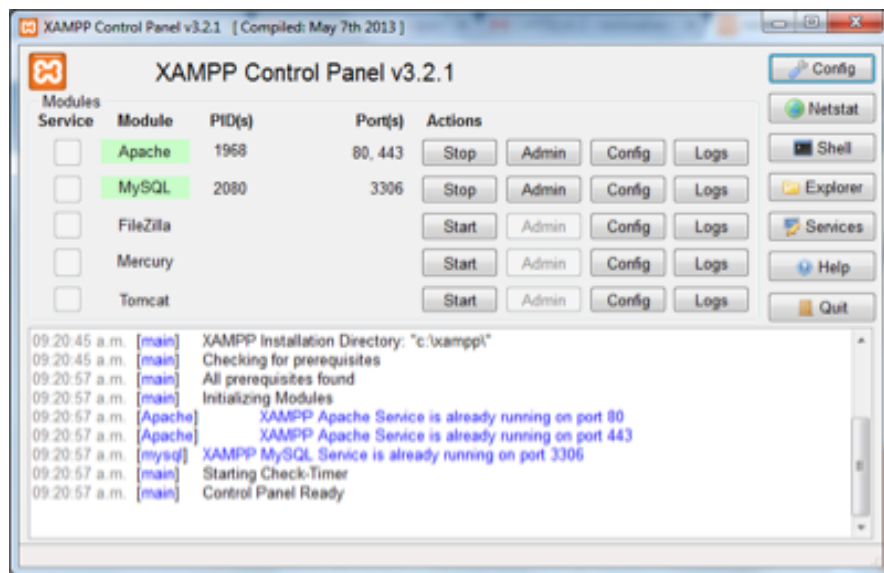 XAMPP Control Panel v3.2.1 [ Compiled: May 7th 2013 ]
XAMPP Control Panel v3.2.1
Config
Modules
Service Module PID(s) Port(s) Actions
Netstat
Apache 1968 80, 443 Stop Admin Config Logs
Shell
MySQL 2080 3306 Stop Admin Config Logs
Explorer
FileZilla Start Admin Config Logs
Services
Mercury Start Admin Config Logs
Help
Tomcat Start Admin Config Logs
Quit
09:20:45 a.m. [main] XAMPP Installation Directory: "c:\xampp\"
09:20:45 a.m. [main] Checking for prerequisites
09:20:57 a.m. [main] All prerequisites found
09:20:57 a.m. [main] Initializing Modules
09:20:57 a.m. [Apache] XAMPP Apache Service is already running on port 80
09:20:57 a.m. [Apache] XAMPP Apache Service is already running on port 443
09:20:57 a.m. [mysql] XAMPP MySQL Service is already running on port 3306
09:20:57 a.m. [main] Starting Check-Timer
09:20:57 a.m. [main] Control Panel Ready